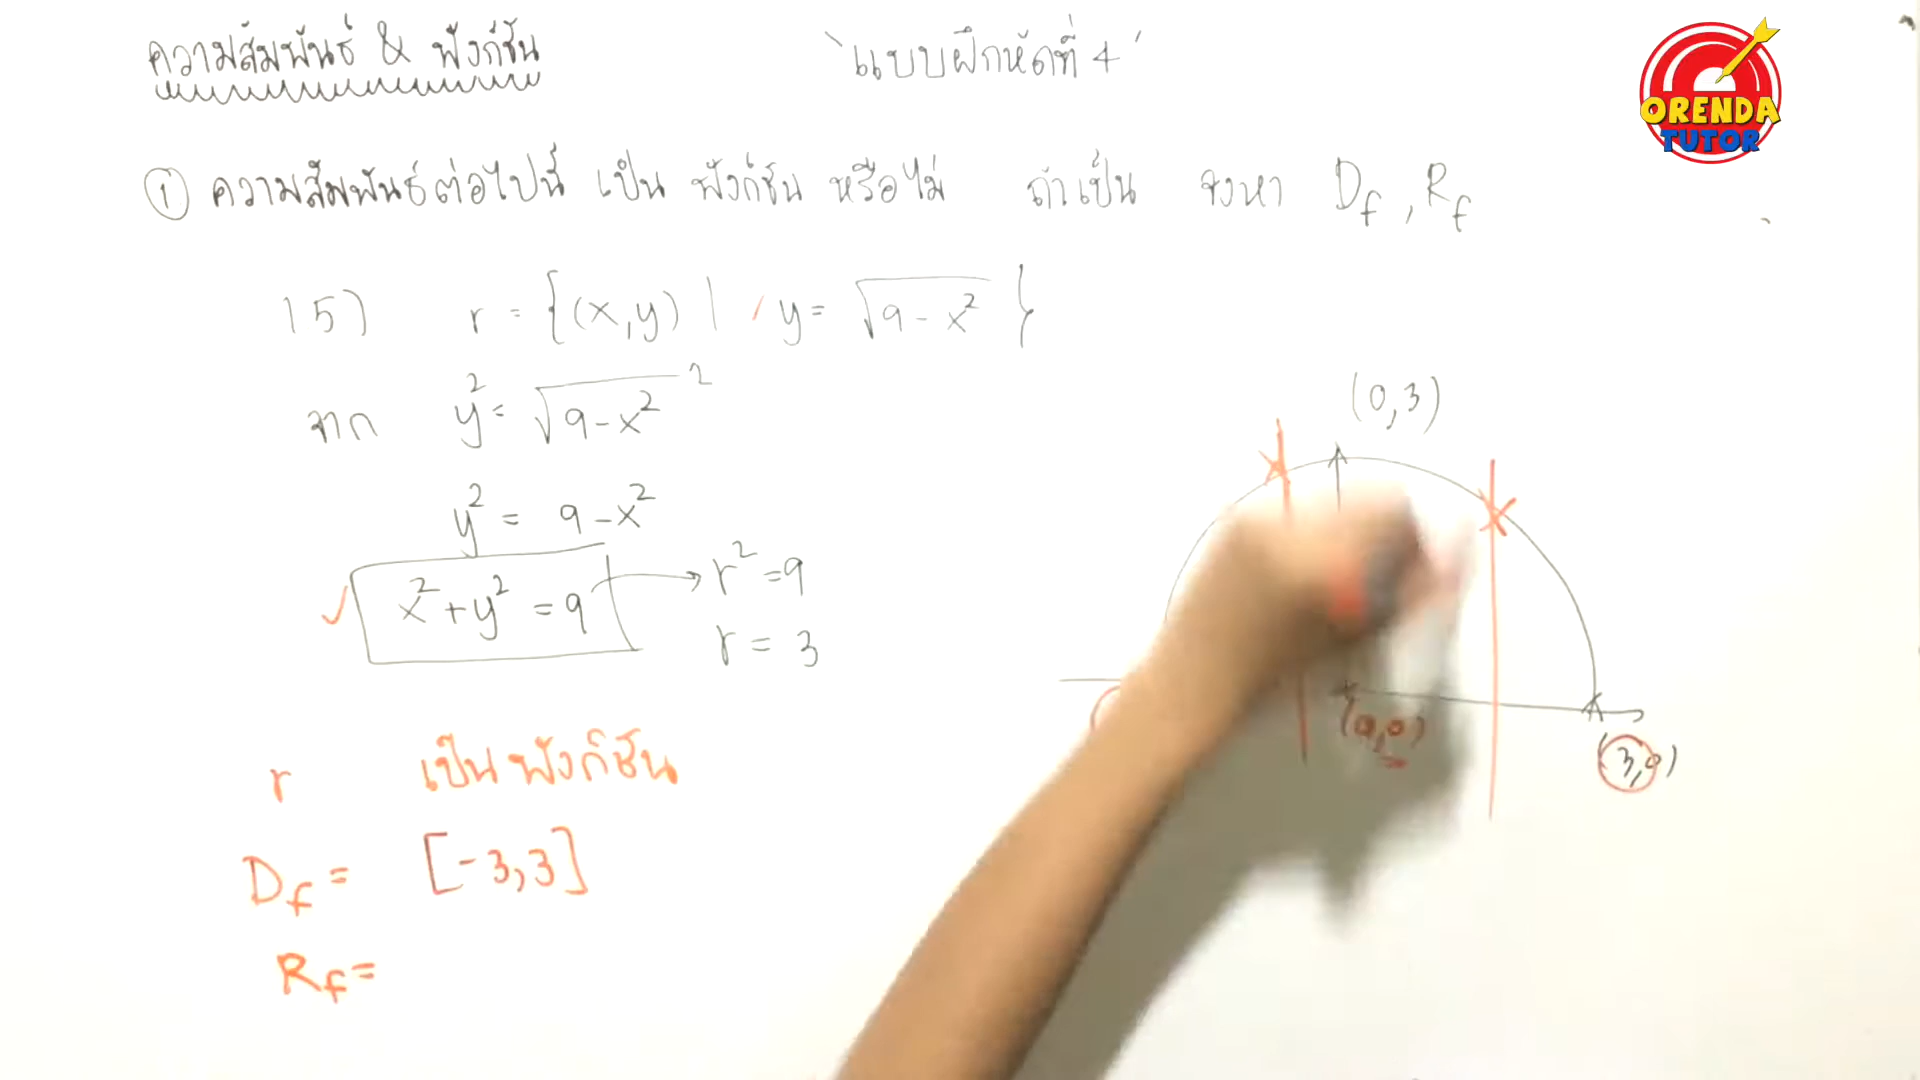 ความสัมพันธ์ & ฟังก์ชัน
"แบบฝึกหัดที่ 4"
ORENDA
TUTOR
① ความสัมพันธ์ต่อไปนี้ เป็น ฟังก์ชัน หรือไม่ ถ้าเป็น จงหา Df , Rf
15) r = {(x,y) | y = √9-x² }
จาก y² = √9-x² ²
(0,3)
y² = 9-x²
x²+y² = 9 → r² = 9
r = 3
(0,0)
(3,0)
r เป็นฟังก์ชัน
Df = [-3,3]
Rf =